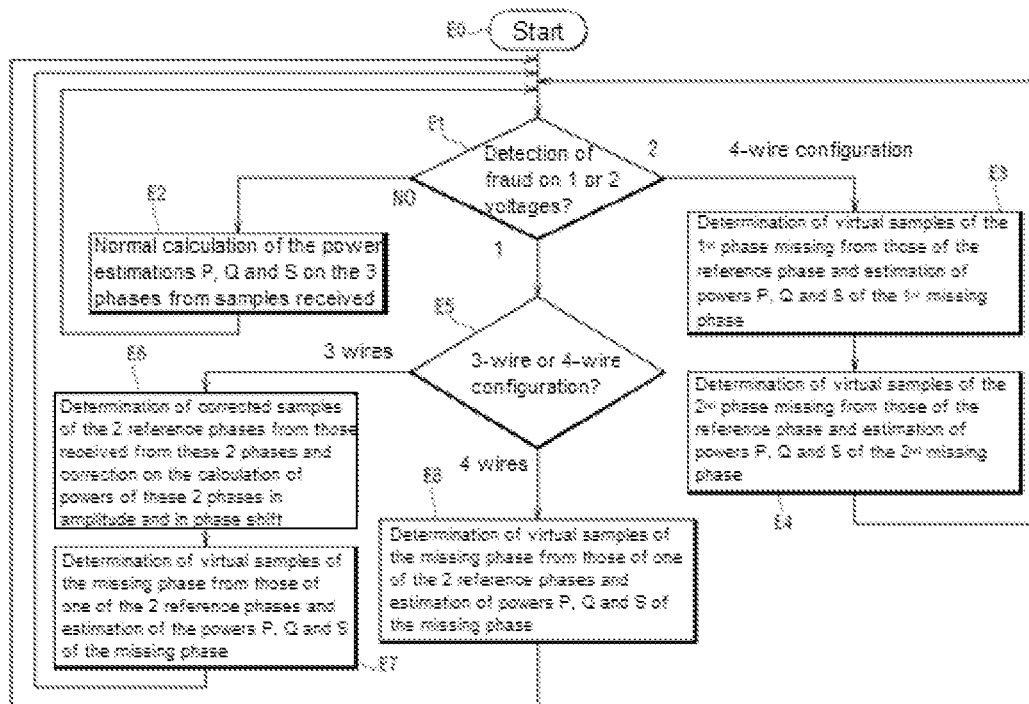 E0
Start
E1
Detection of
fraud on 1 or 2
voltages?
2
4-wire configuration
NO
1
E2
Normal calculation of the power
estimations P, Q and S on the 3
phases from samples received
E3
Determination of virtual samples of the
1st phase missing from those of the
reference phase and estimation of
powers P, Q and S of the 1st missing
phase
E5
3-wire or 4-wire
configuration?
3 wires
4 wires
E6
Determination of corrected samples
of the 2 reference phases from those
received from these 2 phases and
correction on the calculation of
powers of these 2 phases in
amplitude and in phase shift
Determination of virtual samples of the
2nd phase missing from those of the
reference phase and estimation of
powers P, Q and S of the 2nd missing
phase
E4
E8
Determination of virtual samples of
the missing phase from those of one
of the 2 reference phases and
estimation of powers P, Q and S of
the missing phase
Determination of virtual samples of
the missing phase from those of
one of the 2 reference phases and
estimation of the powers P, Q and S
of the missing phase
E7